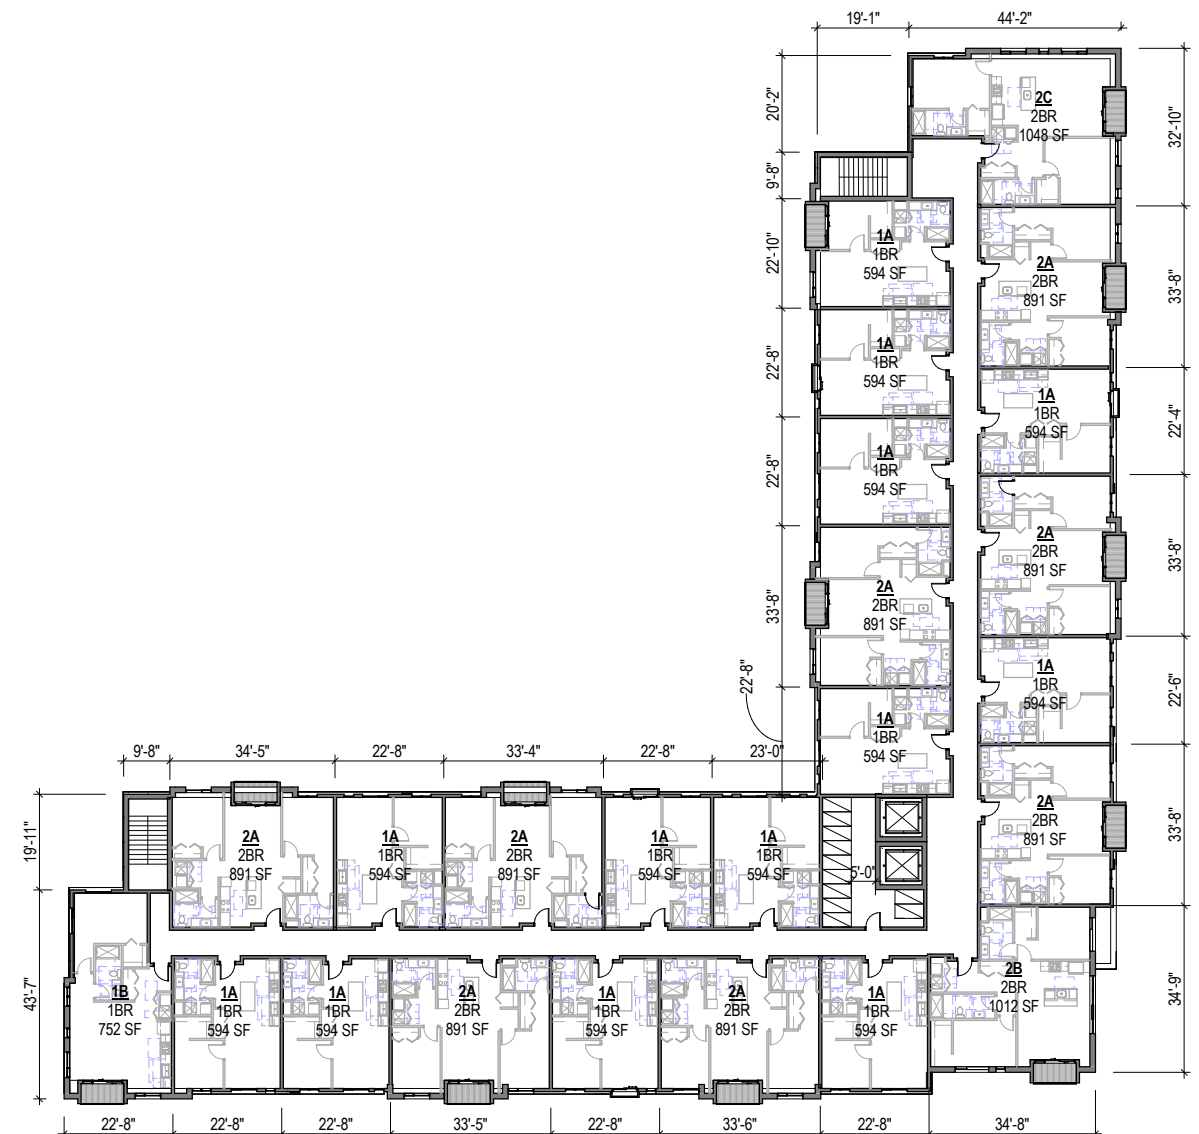 19'-1"
44'-2"
20'-2"
9'-8"
22'-10"
22'-8"
22'-8"
33'-8"
22'-8"
32'-10"
33'-8"
22'-4"
33'-8"
22'-6"
33'-8"
34'-9"
2C
2BR
1048 SF
1A
1BR
594 SF
2A
2BR
891 SF
1A
1BR
594 SF
1A
1BR
594 SF
1A
1BR
594 SF
2A
2BR
891 SF
2A
2BR
891 SF
1A
1BR
594 SF
1A
1BR
594 SF
2A
2BR
891 SF
9'-8"
34'-5"
22'-8"
33'-4"
22'-8"
23'-0"
19'-11"
43'-7"
2A
2BR
891 SF
1A
1BR
594 SF
2A
2BR
891 SF
1A
1BR
594 SF
1A
1BR
594 SF
5'-0"
1B
1BR
752 SF
1A
1BR
594 SF
1A
1BR
594 SF
2A
2BR
891 SF
1A
1BR
594 SF
2A
2BR
891 SF
1A
1BR
594 SF
2B
2BR
1012 SF
22'-8"
22'-8"
22'-8"
33'-5"
22'-8"
33'-6"
22'-8"
34'-8"